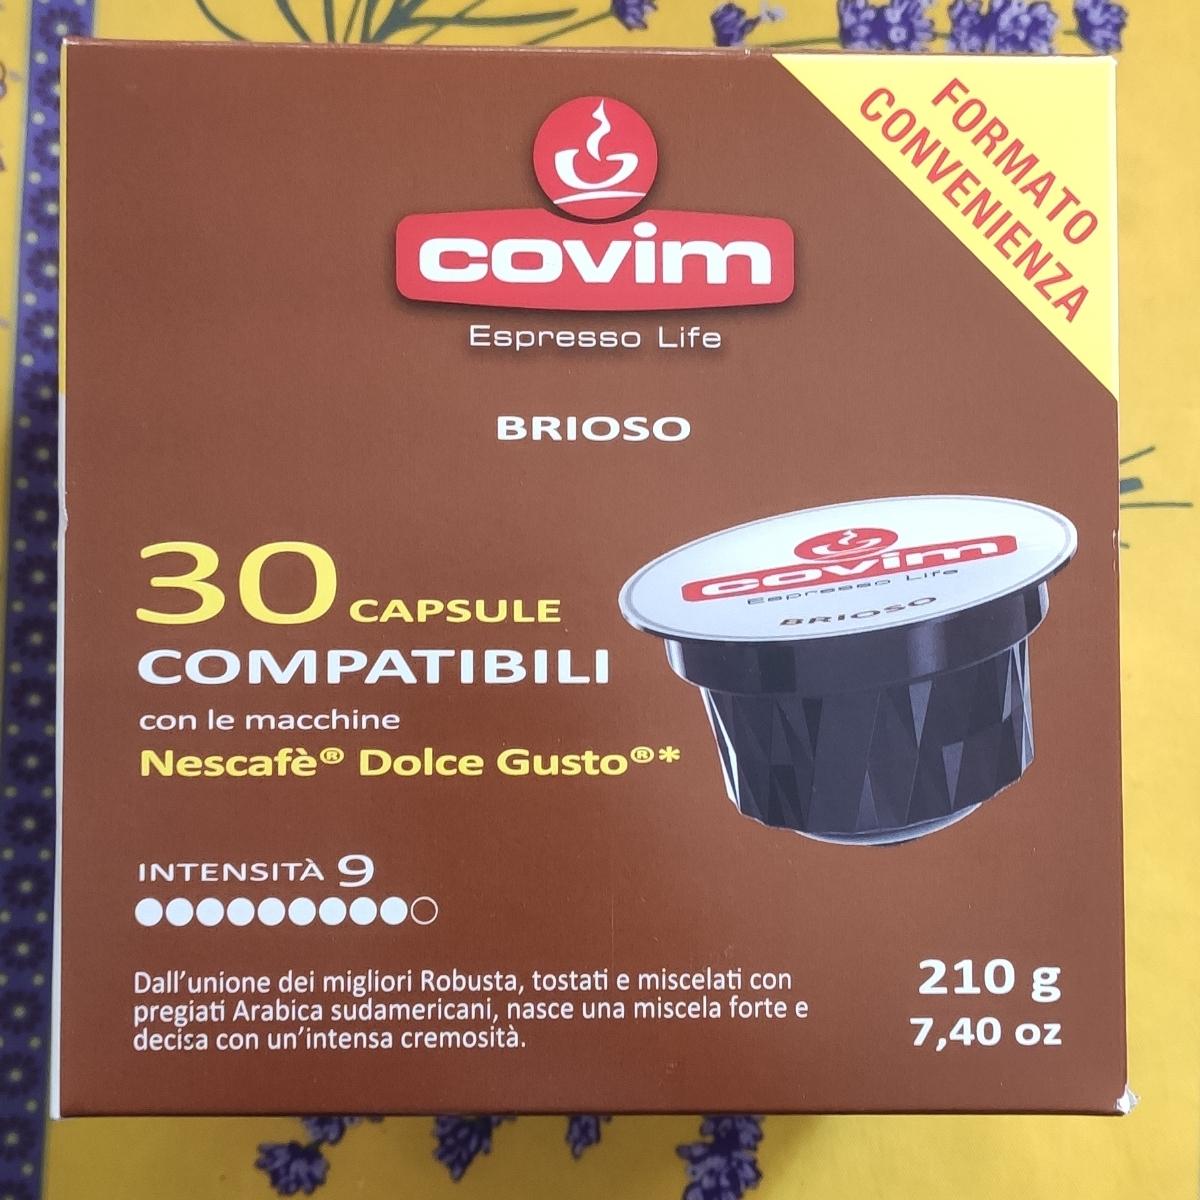 FORMATO
CONVENIENZA
covim
Espresso Life
BRIOSO
covim
Espresso Life
BRIOSO
30 CAPSULE
COMPATIBILI
con le macchine
Nescafè® Dolce Gusto®*
INTENSITÀ 9
Dall'unione dei migliori Robusta, tostati e miscelati con
pregiati Arabica sudamericani, nasce una miscela forte e
decisa con un'intensa cremosità.
210 g
7,40 oz